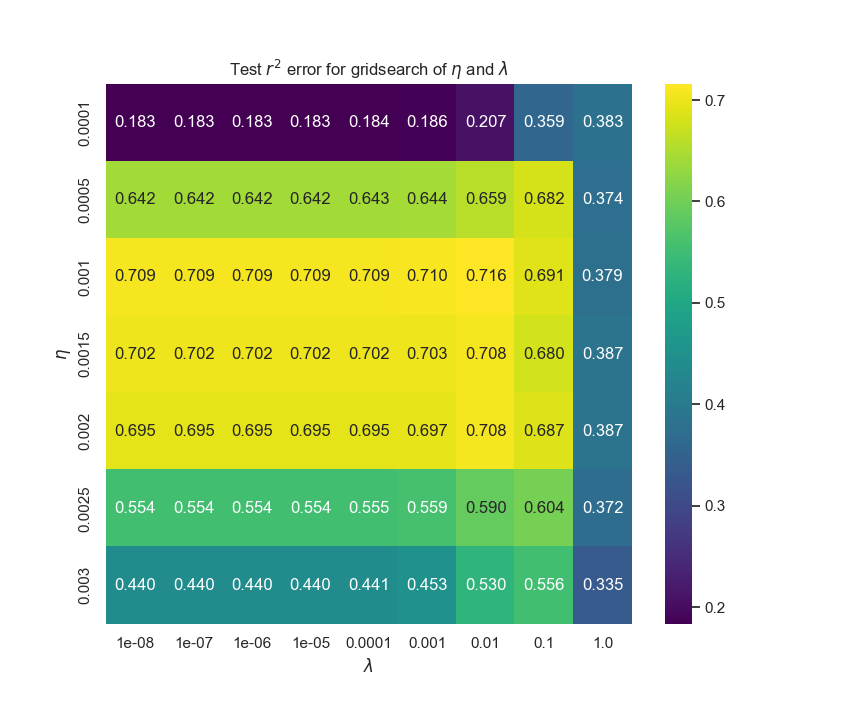 Test r² error for gridsearch of η and λ
0.0001 0.183 0.183 0.183 0.183 0.184 0.186 0.207 0.359 0.383
0.0005 0.642 0.642 0.642 0.642 0.643 0.644 0.659 0.682 0.374
0.001 0.709 0.709 0.709 0.709 0.709 0.710 0.716 0.691 0.379
0.0015 0.702 0.702 0.702 0.702 0.702 0.703 0.708 0.680 0.387
0.002 0.695 0.695 0.695 0.695 0.695 0.697 0.708 0.687 0.387
0.0025 0.554 0.554 0.554 0.554 0.555 0.559 0.590 0.604 0.372
0.003 0.440 0.440 0.440 0.440 0.441 0.453 0.530 0.556 0.335
η
1e-08 1e-07 1e-06 1e-05 0.0001 0.001 0.01 0.1 1.0
λ
0.7
0.6
0.5
0.4
0.3
0.2